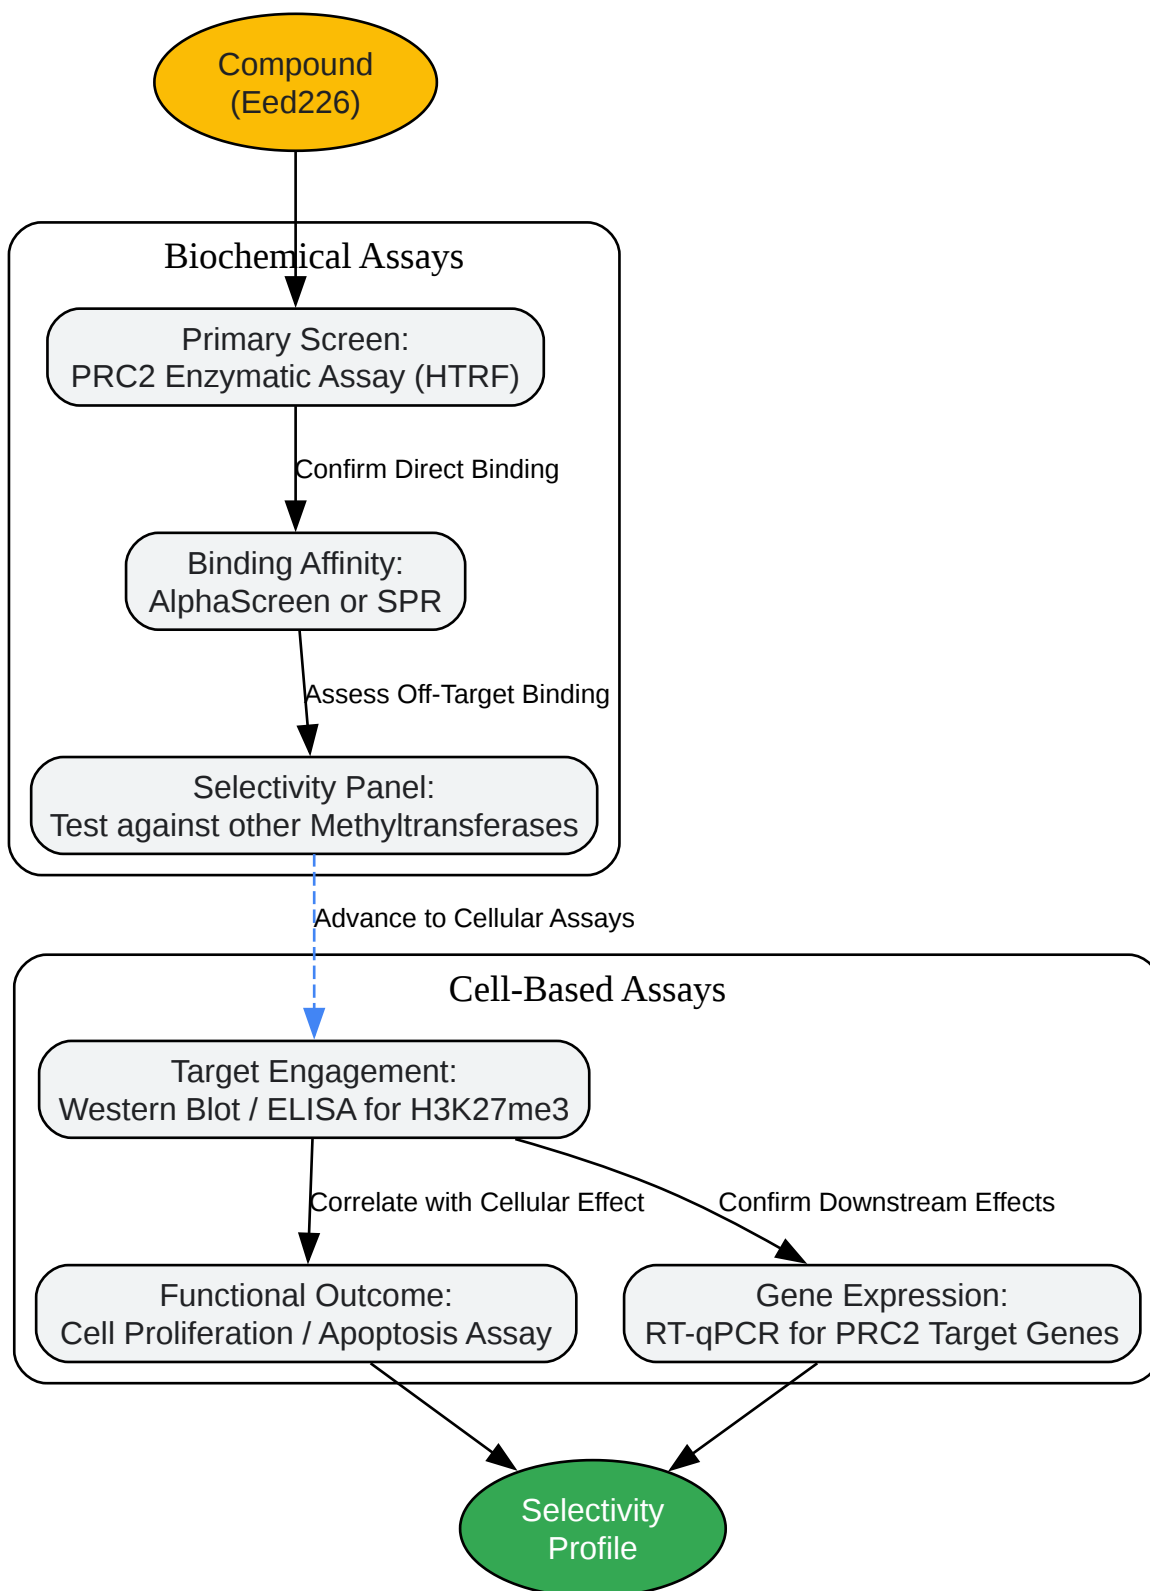 Compound
(Eed226)
Biochemical Assays
Primary Screen:
PRC2 Enzymatic Assay (HTRF)
Confirm Direct Binding
Binding Affinity:
AlphaScreen or SPR
Assess Off-Target Binding
Selectivity Panel:
Test against other Methyltransferases
Advance to Cellular Assays
Cell-Based Assays
Target Engagement:
Western Blot / ELISA for H3K27me3
Correlate with Cellular Effect
Confirm Downstream Effects
Functional Outcome:
Cell Proliferation / Apoptosis Assay
Gene Expression:
RT-qPCR for PRC2 Target Genes
Selectivity
Profile